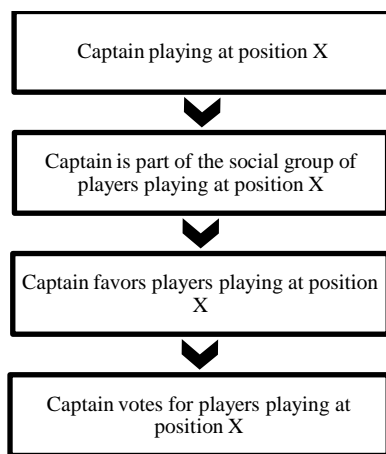 Captain playing at position X
Captain is part of the social group of
players playing at position X
Captain favors players playing at position
X
Captain votes for players playing at
position X